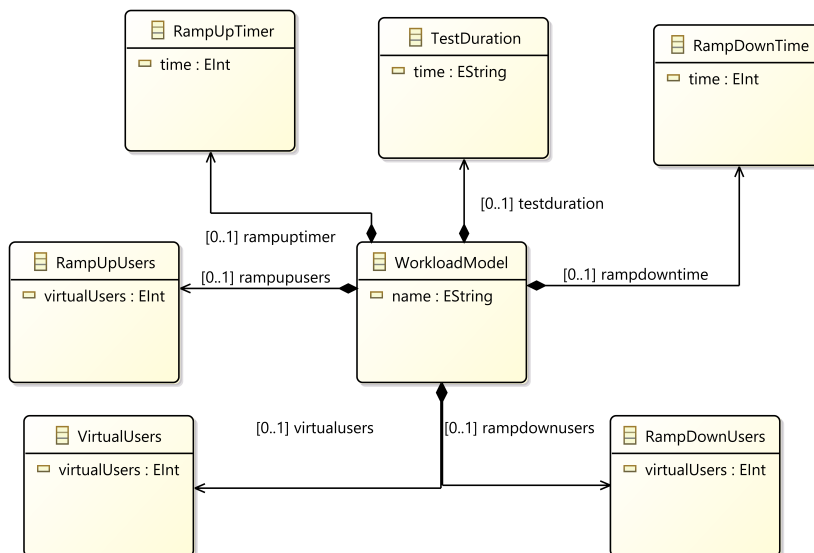 RampUpTimer
time : EInt
TestDuration
time : EString
RampDownTime
time : EInt
[0..1] testduration
[0..1] rampuptimer
RampUpUsers
virtualUsers : EInt
[0..1] rampupusers
WorkloadModel
name : EString
[0..1] rampdowntime
[0..1] virtualusers
[0..1] rampdownusers
VirtualUsers
virtualUsers : EInt
RampDownUsers
virtualUsers : EInt